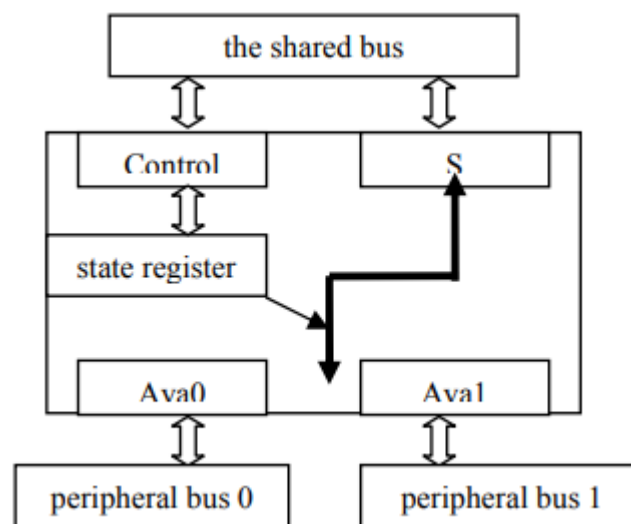 the shared bus
Control
S
state register
Ava0
Ava1
peripheral bus 0
peripheral bus 1